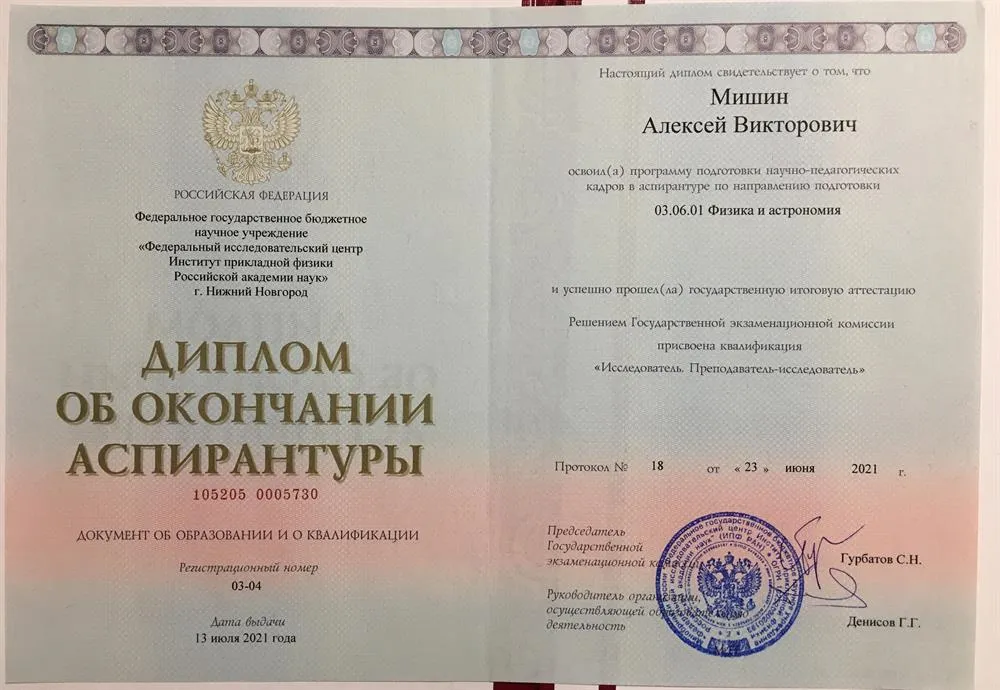 РОССИЙСКАЯ ФЕДЕРАЦИЯ
Федеральное государственное бюджетное
научное учреждение
«Федеральный исследовательский центр
Институт прикладной физики
Российской академии наук»
г. Нижний Новгород
ДИПЛОМ
ОБ ОКОНЧАНИИ
АСПИРАНТУРЫ
105205 0005730
ДОКУМЕНТ ОБ ОБРАЗОВАНИИ И О КВАЛИФИКАЦИИ
Регистрационный номер
03-04
Дата выдачи
13 июля 2021 года
Настоящий диплом свидетельствует о том, что
Мишин
Алексей Викторович
освоил(а) программу подготовки научно-педагогических
кадров в аспирантуре по направлению подготовки
03.06.01 Физика и астрономия
и успешно прошел(ла) государственную итоговую аттестацию
Решением Государственной экзаменационной комиссии
присвоена квалификация
«Исследователь. Преподаватель-исследователь»
Протокол № 18 от « 23 » июня 2021 г.
Председатель
Государственной
экзаменационной
Гурбатов С.Н.
Руководитель организации,
осуществляющей
деятельность
Денисов Г.Г.